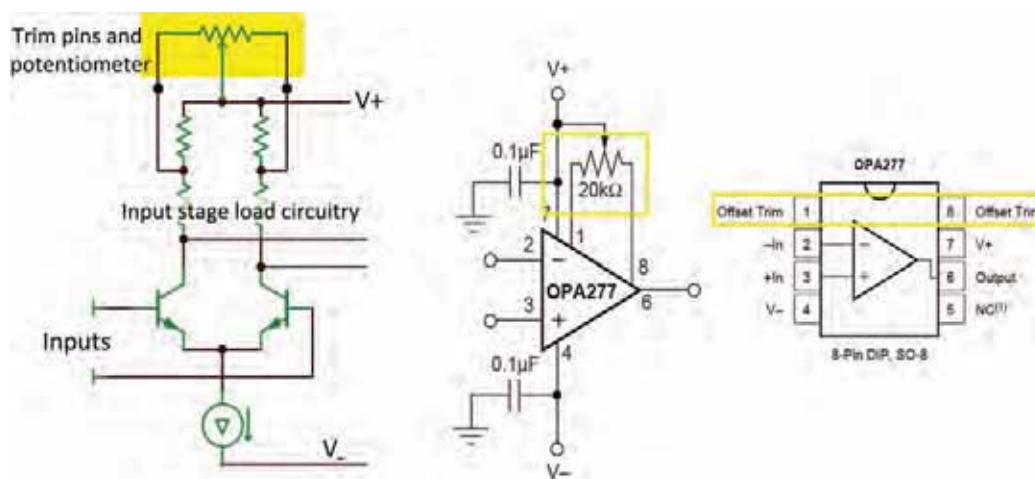 Trim pins and
potentiometer
V+
Input stage load circuitry
Inputs
V-
V+
0.1μF
20kΩ
7
1
2
−
8
OPA277
6
3
+
4
0.1μF
V−
OPA277
Offset Trim 1
8 Offset Trim
−In 2
−
7 V+
+In 3
+
6 Output
V− 4
5 NC(1)
8-Pin DIP, SO-8